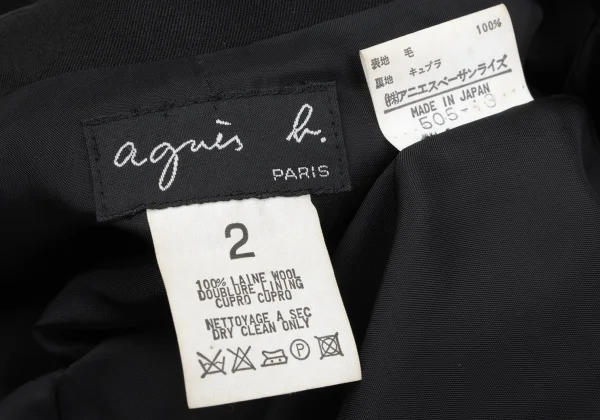 agnès b.
PARIS
2
100% LAINE WOOL
DOUBLURE LINING
CUPRO CUPRO
NETTOYAGE A SEC
DRY CLEAN ONLY
P
表地 毛 100%
裏地 キュプラ
㈱アニエスベーサンライズ
MADE IN JAPAN